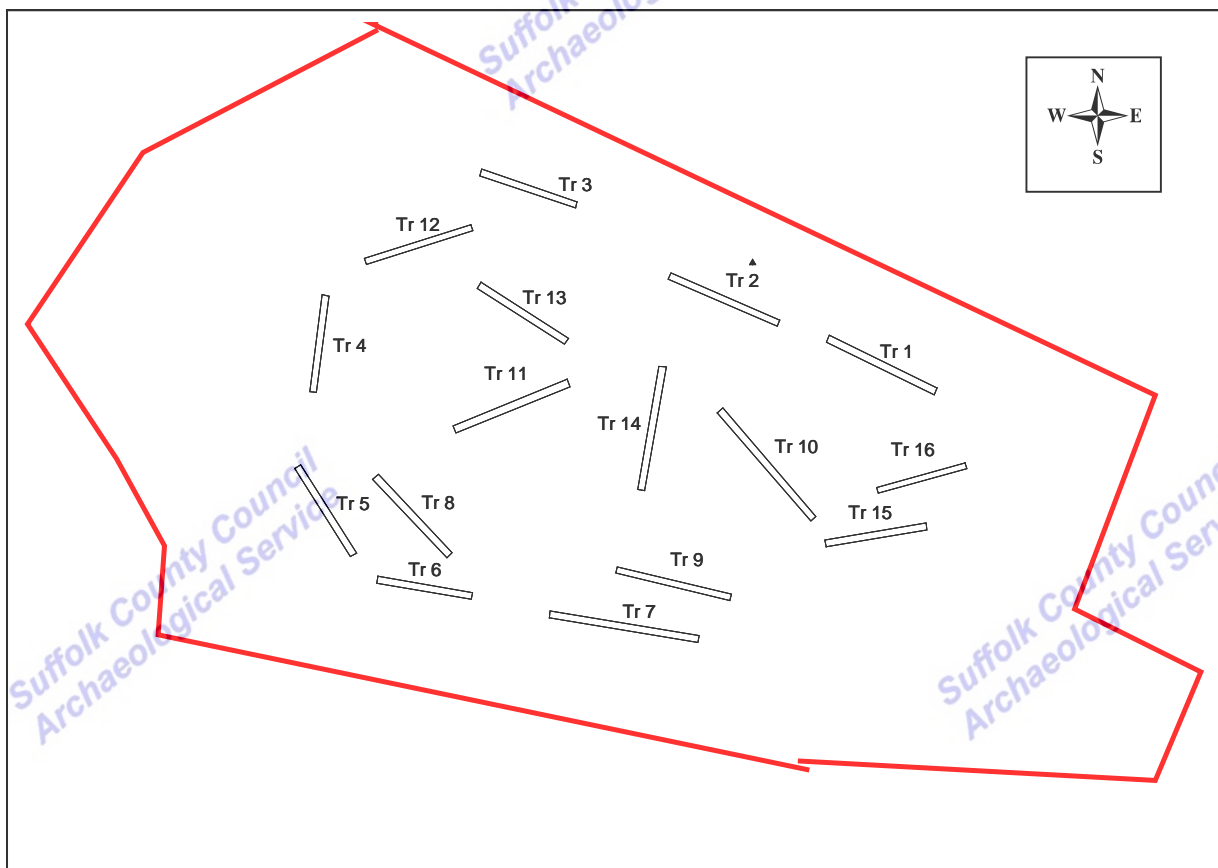 Suffolk County Council
Archaeological Service
N
W E
S
Tr 3
Tr 12
Tr 2
Tr 13
Tr 4
Tr 1
Tr 11
Tr 14
Tr 10
Tr 16
Tr 5
Tr 8
Tr 15
Tr 9
Tr 6
Tr 7
Suffolk County Council
Archaeological Service
Suffolk County
Archaeological